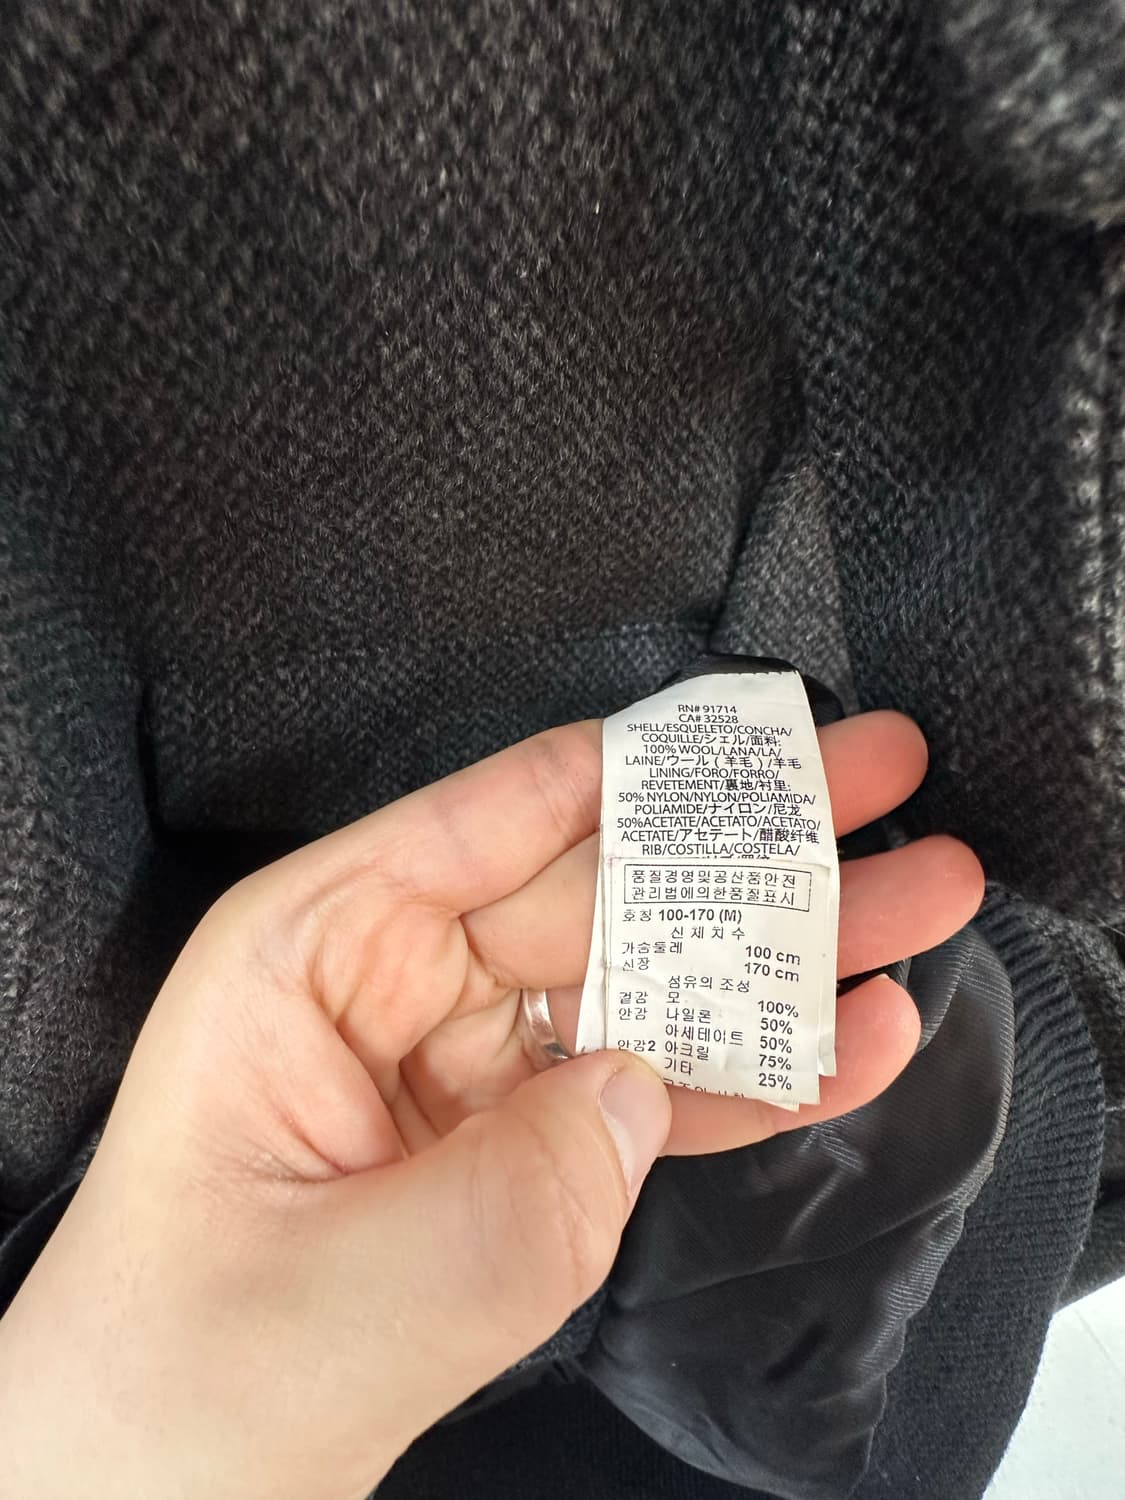 RN# 91714
CA# 32528
SHELL/ESQUELETO/CONCHA/
COQUILLE/シェル/面料:
100% WOOL/LANA/LA/
LAINE/ウール ( 羊毛 ) /羊毛
LINING/FORO/FORRO/
REVETEMENT/裏地/衬里:
50% NYLON/NYLON/POLIAMIDA/
POLIAMIDE/ナイロン/尼龙
50%ACETATE/ACETATO/ACETATO/
ACETATE/アセテート/醋酸纤维
RIB/COSTILLA/COSTELA/
품질경영및공산품안전
관리법에의한품질표시
호칭 100-170 (M)
신체치수
가슴둘레 100 cm
신장 170 cm
섬유의 조성
겉감 모 100%
안감 나일론 50%
아세테이트 50%
안감2 아크릴 75%
기타 25%